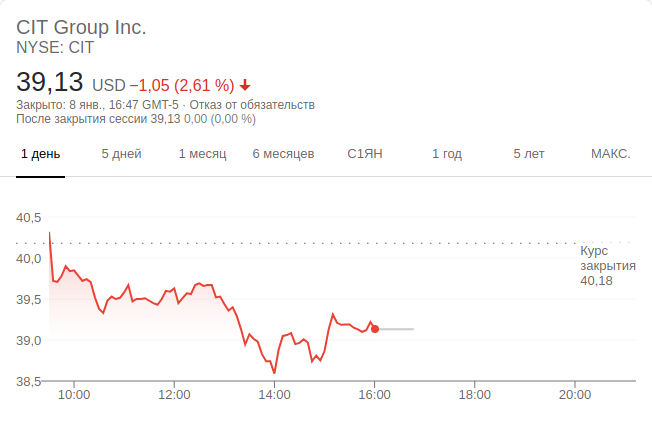 CIT Group Inc.
NYSE: CIT
39,13 USD −1,05 (2,61 %)
Закрыто: 8 янв., 16:47 GMT-5 · Отказ от обязательств
После закрытия сессии 39,13 0,00 (0,00 %)
1 день 5 дней 1 месяц 6 месяцев С1ЯН 1 год 5 лет МАКС.
40,5
40,0
39,5
39,0
38,5
Курс
закрытия
40,18
10:00 12:00 14:00 16:00 18:00 20:00